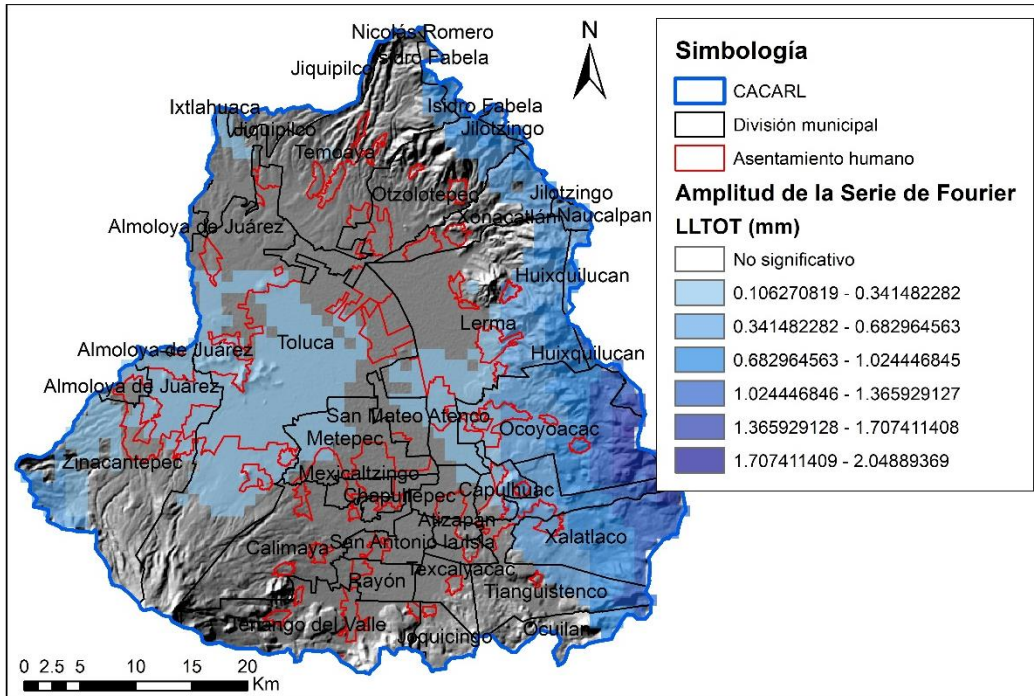 Nicolás Romero
Isidro Fabela
Jiquipilco
N
Ixtlahuaca
Isidro Fabela
Jiquipilco
Jilotzingo
Temoaya
Otzolotepec
Jilotzingo
Xonacatlán
Naucalpan
Almoloya de Juárez
Huixquilucan
Lerma
Toluca
Almoloya de Juárez
Huixquilucan
Almoloya de Juárez
San Mateo Atenco
Ocoyoacac
Metepec
Zinacantepec
Mexicaltzingo
Capulhuac
Chapultepec
Atizapán
Xalatlaco
Calimaya
San Antonio la Isla
Texcalyacac
Rayón
Tianguistenco
Tenango del Valle
Joquicingo
Ocuilan
0 2.5 5 10 15 20
Km
Simbología
CACARL
División municipal
Asentamiento humano
Amplitud de la Serie de Fourier
LLTOT (mm)
No significativo
0.106270819 - 0.341482282
0.341482282 - 0.682964563
0.682964563 - 1.024446845
1.024446846 - 1.365929127
1.365929128 - 1.707411408
1.707411409 - 2.04889369